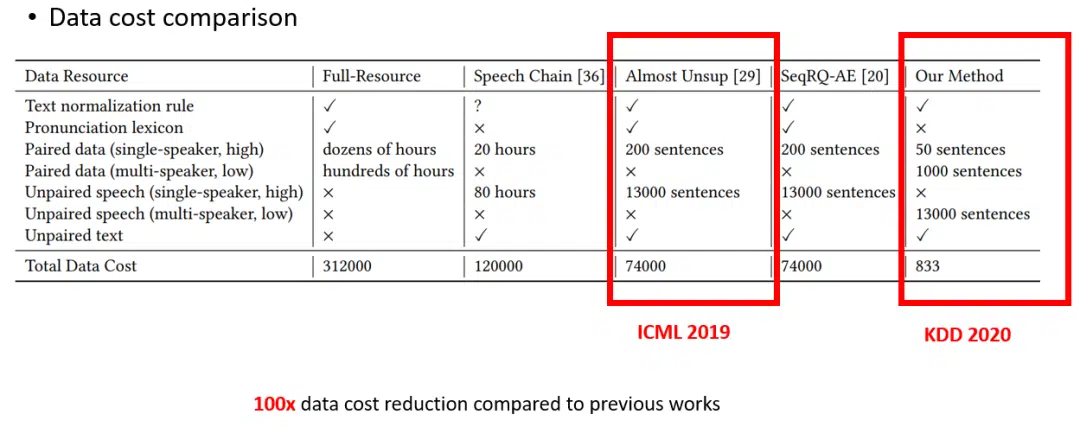 • Data cost comparison
Data Resource Full-Resource Speech Chain [36] Almost Unsup [29] SeqRQ-AE [20] Our Method
Text normalization rule ✓ ? ✓ ✓ ✓
Pronunciation lexicon ✓ × ✓ ✓ ×
Paired data (single-speaker, high) dozens of hours 20 hours 200 sentences 200 sentences 50 sentences
Paired data (multi-speaker, low) hundreds of hours × × × 1000 sentences
Unpaired speech (single-speaker, high) × 80 hours 13000 sentences 13000 sentences ×
Unpaired speech (multi-speaker, low) × × × × 13000 sentences
Unpaired text × ✓ ✓ ✓ ✓
Total Data Cost 312000 120000 74000 74000 833
ICML 2019 KDD 2020
100x data cost reduction compared to previous works